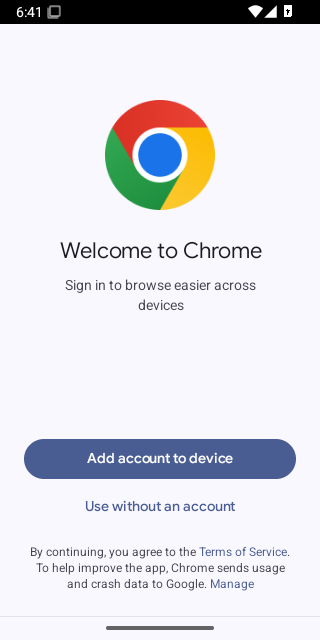 6:41
Welcome to Chrome
Sign in to browse easier across
devices
Add account to device
Use without an account
By continuing, you agree to the Terms of Service.
To help improve the app, Chrome sends usage
and crash data to Google. Manage